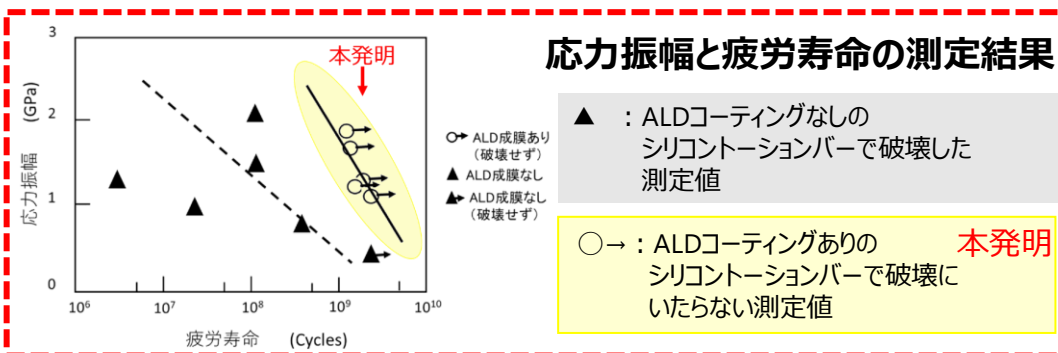 応力振幅と疲労寿命の測定結果
3
2
1
0
応力振幅 (GPa)
本発明
10⁶ 10⁷ 10⁸ 10⁹ 10¹⁰
疲労寿命 (Cycles)
○→ ALD成膜あり
(破壊せず)
▲ ALD成膜なし
▲→ ALD成膜なし
(破壊せず)
▲ :ALDコーティングなしの
シリコントーションバーで破壊した
測定値
○→:ALDコーティングありの 本発明
シリコントーションバーで破壊に
いたらない測定値